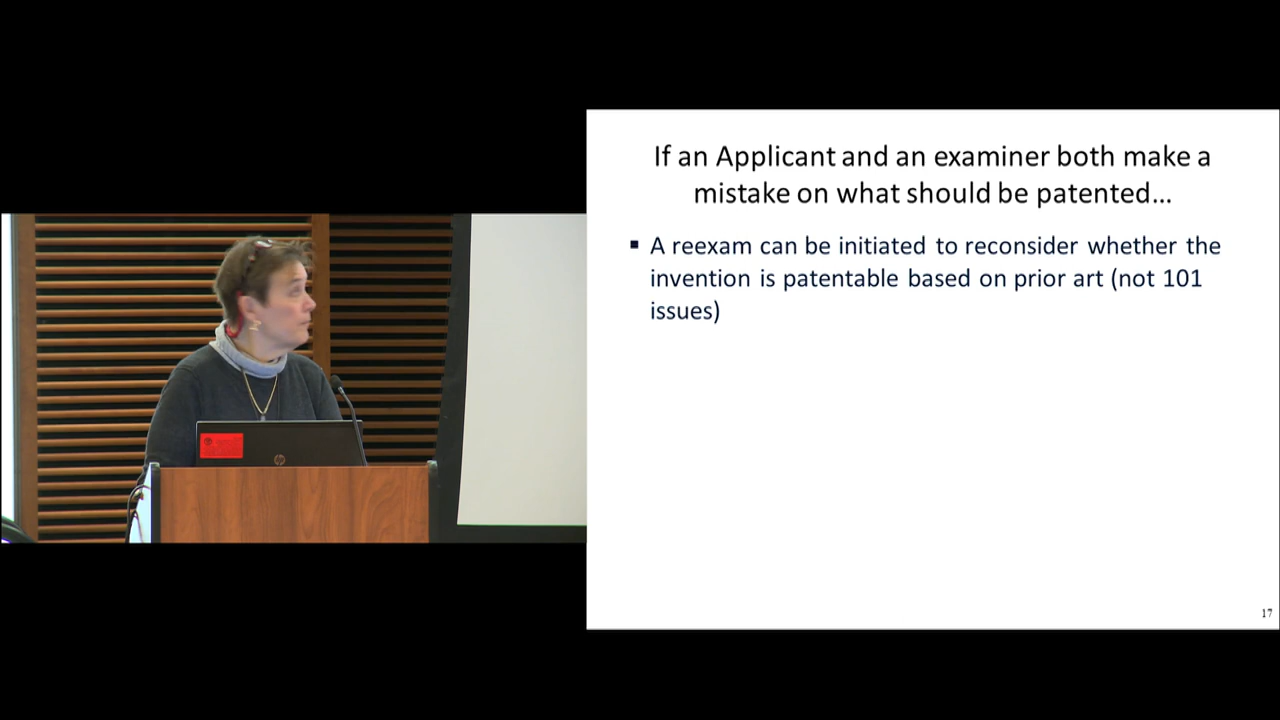 If an Applicant and an examiner both make a
mistake on what should be patented...
▪ A reexam can be initiated to reconsider whether the
invention is patentable based on prior art (not 101
issues)
hp
17